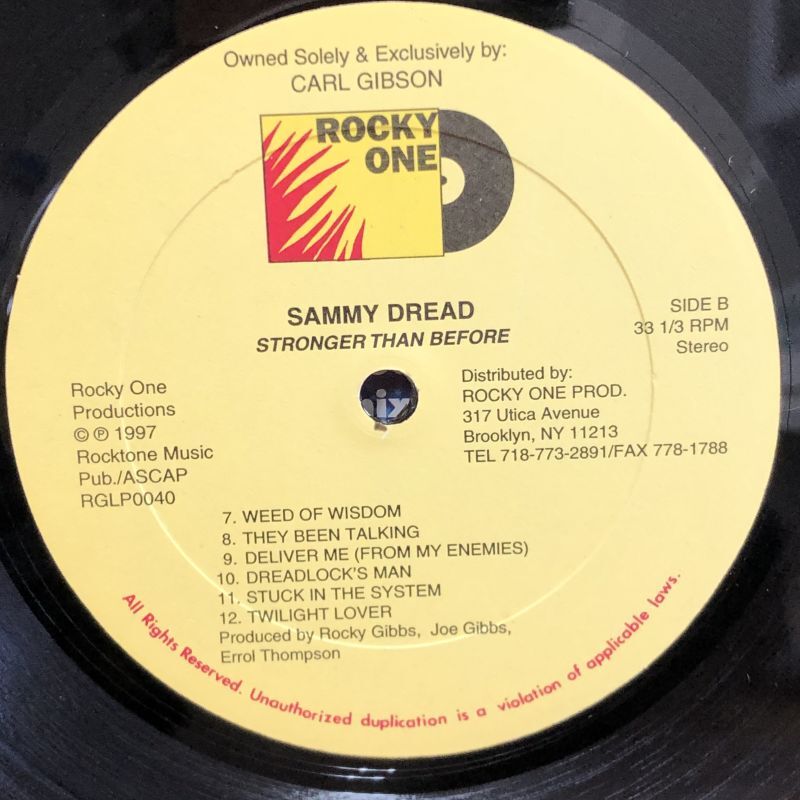 Owned Solely & Exclusively by:
CARL GIBSON
ROCKY
ONE
SAMMY DREAD
STRONGER THAN BEFORE
SIDE B
33 1/3 RPM
Stereo
Rocky One
Productions
© ℗ 1997
Rocktone Music
Pub./ASCAP
RGLP0040
Distributed by:
ROCKY ONE PROD.
317 Utica Avenue
Brooklyn, NY 11213
TEL 718-773-2891/FAX 778-1788
7. WEED OF WISDOM
8. THEY BEEN TALKING
9. DELIVER ME (FROM MY ENEMIES)
10. DREADLOCK'S MAN
11. STUCK IN THE SYSTEM
12. TWILIGHT LOVER
Produced by Rocky Gibbs, Joe Gibbs,
Errol Thompson
All Rights Reserved. Unauthorized duplication is a violation of applicable laws.